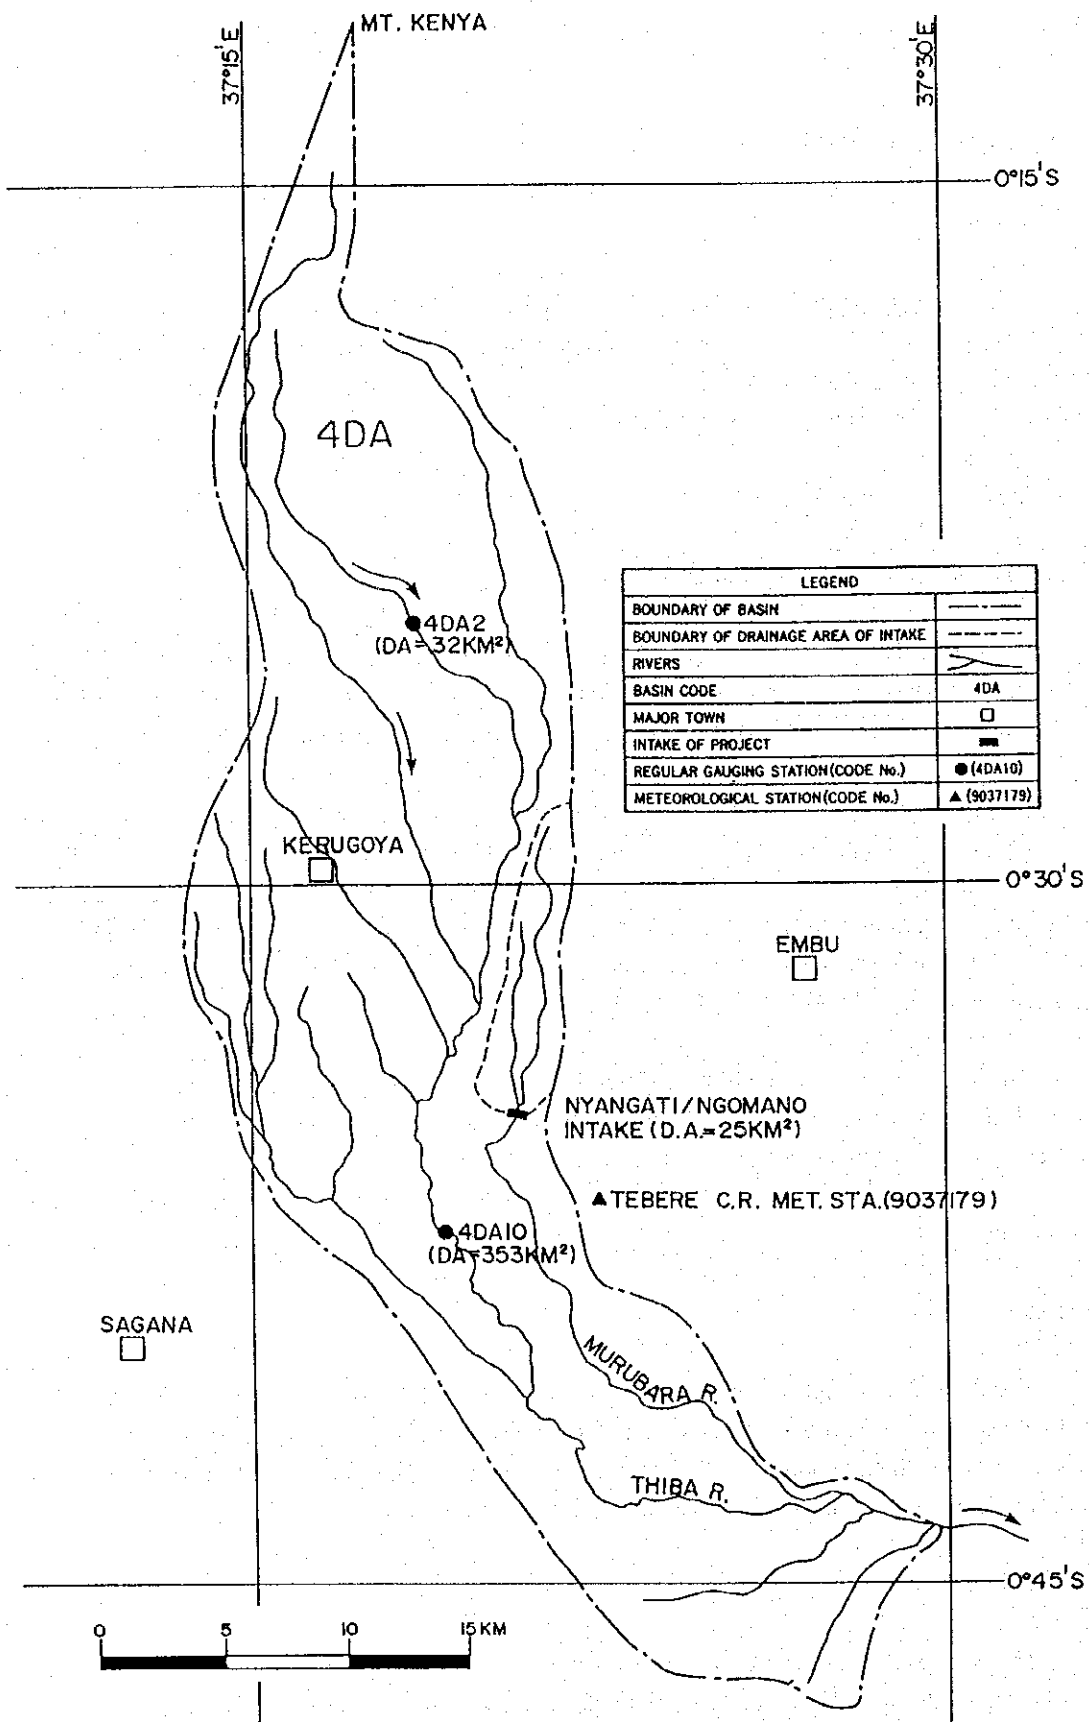 MT. KENYA
37°15'E
37°30'E
0°15'S
4DA
LEGEND
BOUNDARY OF BASIN
BOUNDARY OF DRAINAGE AREA OF INTAKE
RIVERS
BASIN CODE 4DA
MAJOR TOWN
INTAKE OF PROJECT
REGULAR GAUGING STATION(CODE No.) (4DA10)
METEOROLOGICAL STATION(CODE No.) (9037179)
4DA2
(DA=32KM²)
KERUGOYA
0°30'S
EMBU
NYANGATI/NGOMANO
INTAKE (D.A.=25KM²)
TEBERE C.R. MET. STA.(9037179)
4DA10
(DA=353KM²)
SAGANA
MURUBARA R.
THIBA R.
0°45'S
0 5 10 15 KM